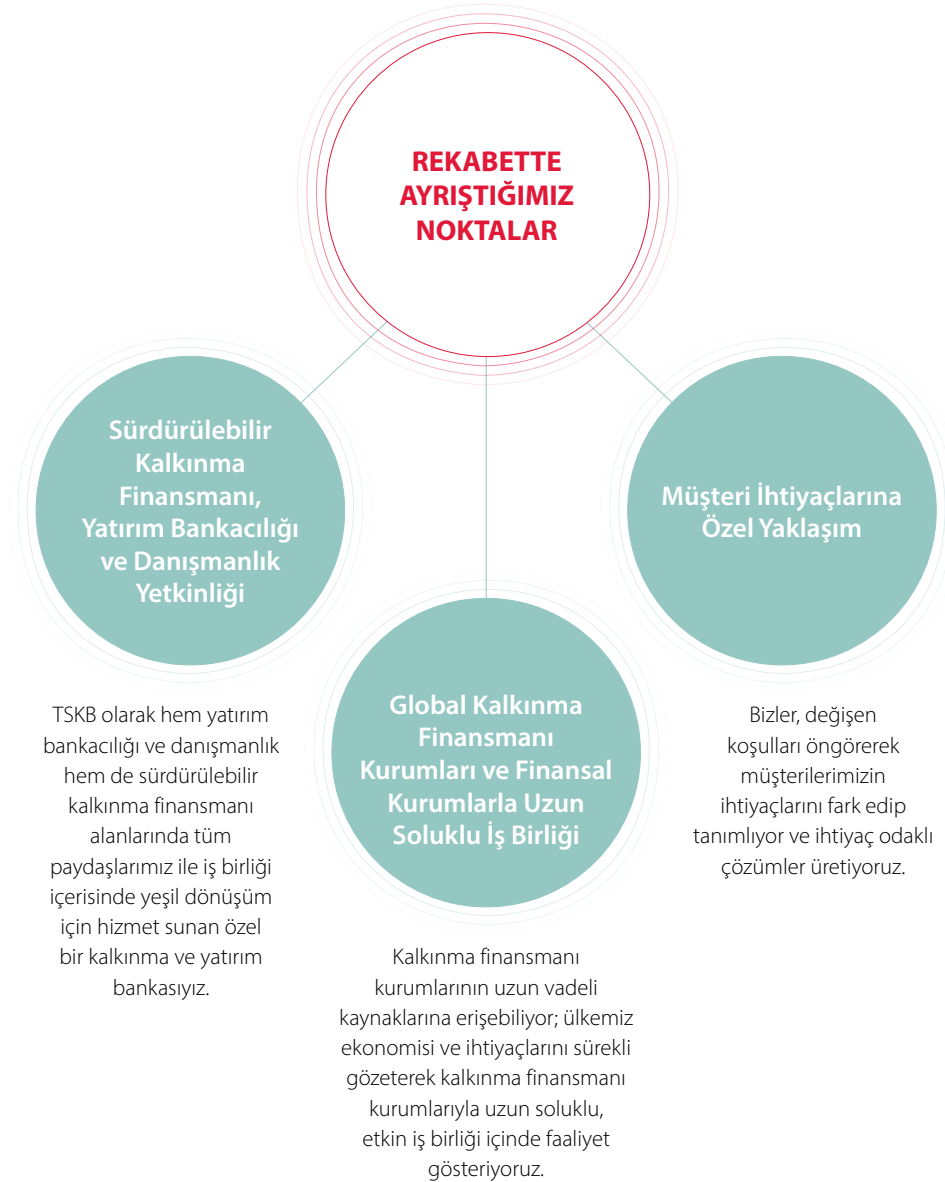 REKABETTE
AYRIŞTIĞIMIZ
NOKTALAR
Sürdürülebilir
Kalkınma
Finansmanı,
Yatırım Bankacılığı
ve Danışmanlık
Yetkinliği
TSKB olarak hem yatırım
bankacılığı ve danışmanlık
hem de sürdürülebilir
kalkınma finansmanı
alanlarında tüm
paydaşlarımız ile iş birliği
içerisinde yeşil dönüşüm
için hizmet sunan özel
bir kalkınma ve yatırım
bankasıyız.
Global Kalkınma
Finansmanı
Kurumları ve Finansal
Kurumlarla Uzun
Soluklu İş Birliği
Kalkınma finansmanı
kurumlarının uzun vadeli
kaynaklarına erişebiliyor; ülkemiz
ekonomisi ve ihtiyaçlarını sürekli
gözeterek kalkınma finansmanı
kurumlarıyla uzun soluklu,
etkin iş birliği içinde faaliyet
gösteriyoruz.
Müşteri İhtiyaçlarına
Özel Yaklaşım
Bizler, değişen
koşulları öngörerek
müşterilerimizin
ihtiyaçlarını fark edip
tanımlıyor ve ihtiyaç odaklı
çözümler üretiyoruz.